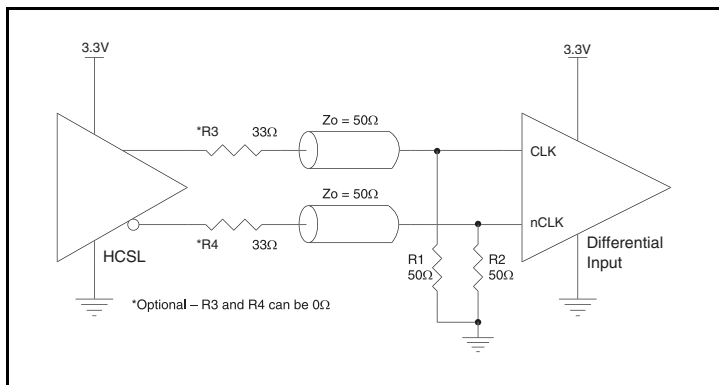 3.3V
3.3V
*R3 33Ω
Zo = 50Ω
CLK
Zo = 50Ω
nCLK
*R4 33Ω
HCSL
R1
50Ω
R2
50Ω
Differential
Input
*Optional – R3 and R4 can be 0Ω